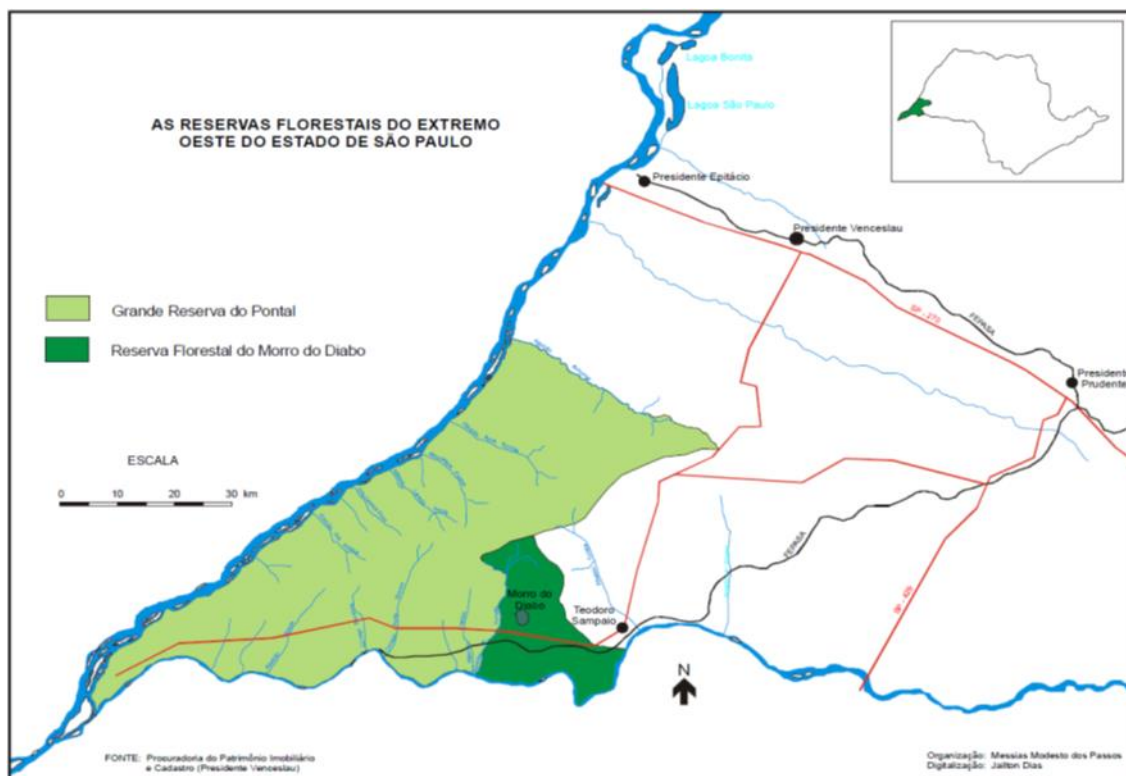 AS RESERVAS FLORESTAIS DO EXTREMO
OESTE DO ESTADO DE SÃO PAULO
Lagoa Bonita
Lagoa São Paulo
Presidente Epitácio
Presidente Venceslau
FEPASA
SP - 270
Presidente
Prudente
Grande Reserva do Pontal
Reserva Florestal do Morro do Diabo
ESCALA
0 10 20 30 km
FEPASA
Morro do
Diabo
Teodoro
Sampaio
N
FONTE: Procuradoria do Patrimônio Imobiliário
e Cadastro (Presidente Venceslau)
Organização: Messias Modesto dos Passos
Digitalização: Jailton Dias